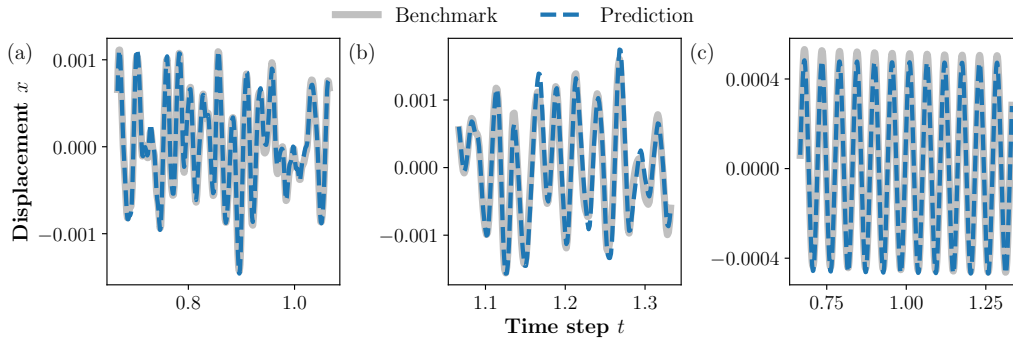 Benchmark Prediction
(a) (b) (c)
Displacement x
0.001
0.000
−0.001
0.8 1.0
0.001
0.000
−0.001
1.1 1.2 1.3
0.0004
0.0000
−0.0004
0.75 1.00 1.25
Time step t